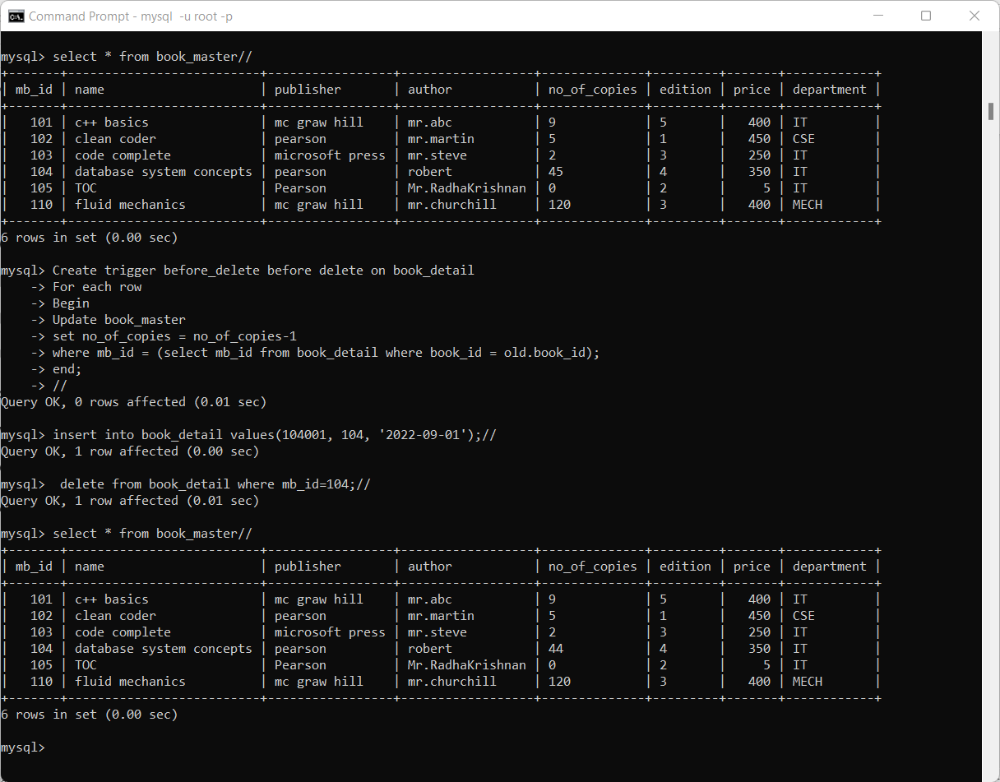 Command Prompt - mysql  -u root -p
mysql> select * from book_master//
+-------+--------------------------+-----------------+------------------+--------------+---------+-------+------------+
| mb_id | name                     | publisher       | author           | no_of_copies | edition | price | department |
+-------+--------------------------+-----------------+------------------+--------------+---------+-------+------------+
|   101 | c++ basics               | mc graw hill    | mr.abc           | 9            | 5       |   400 | IT         |
|   102 | clean coder              | pearson         | mr.martin        | 5            | 1       |   450 | CSE        |
|   103 | code complete            | microsoft press | mr.steve         | 2            | 3       |   250 | IT         |
|   104 | database system concepts | pearson         | robert           | 45           | 4       |   350 | IT         |
|   105 | TOC                      | Pearson         | Mr.RadhaKrishnan | 0            | 2       |     5 | IT         |
|   110 | fluid mechanics          | mc graw hill    | mr.churchill     | 120          | 3       |   400 | MECH       |
+-------+--------------------------+-----------------+------------------+--------------+---------+-------+------------+
6 rows in set (0.00 sec)
mysql> Create trigger before_delete before delete on book_detail
    -> For each row
    -> Begin
    -> Update book_master
    -> set no_of_copies = no_of_copies-1
    -> where mb_id = (select mb_id from book_detail where book_id = old.book_id);
    -> end;
    -> //
Query OK, 0 rows affected (0.01 sec)
mysql> insert into book_detail values(104001, 104, '2022-09-01');//
Query OK, 1 row affected (0.00 sec)
mysql>  delete from book_detail where mb_id=104;//
Query OK, 1 row affected (0.01 sec)
mysql> select * from book_master//
+-------+--------------------------+-----------------+------------------+--------------+---------+-------+------------+
| mb_id | name                     | publisher       | author           | no_of_copies | edition | price | department |
+-------+--------------------------+-----------------+------------------+--------------+---------+-------+------------+
|   101 | c++ basics               | mc graw hill    | mr.abc           | 9            | 5       |   400 | IT         |
|   102 | clean coder              | pearson         | mr.martin        | 5            | 1       |   450 | CSE        |
|   103 | code complete            | microsoft press | mr.steve         | 2            | 3       |   250 | IT         |
|   104 | database system concepts | pearson         | robert           | 44           | 4       |   350 | IT         |
|   105 | TOC                      | Pearson         | Mr.RadhaKrishnan | 0            | 2       |     5 | IT         |
|   110 | fluid mechanics          | mc graw hill    | mr.churchill     | 120          | 3       |   400 | MECH       |
+-------+--------------------------+-----------------+------------------+--------------+---------+-------+------------+
6 rows in set (0.00 sec)
mysql>